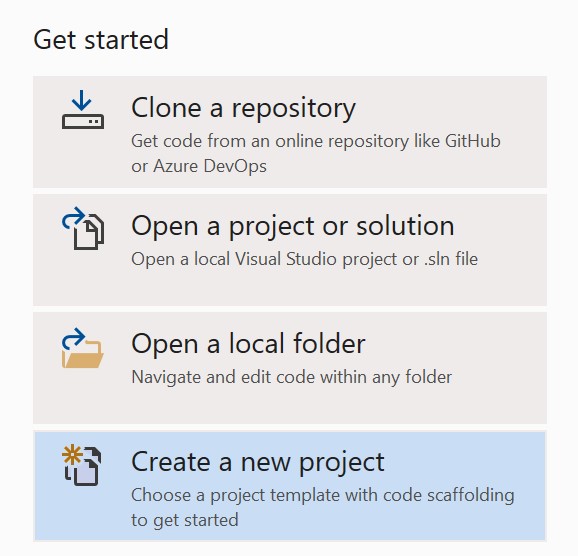 Get started
Clone a repository
Get code from an online repository like GitHub
or Azure DevOps
Open a project or solution
Open a local Visual Studio project or .sln file
Open a local folder
Navigate and edit code within any folder
Create a new project
Choose a project template with code scaffolding
to get started